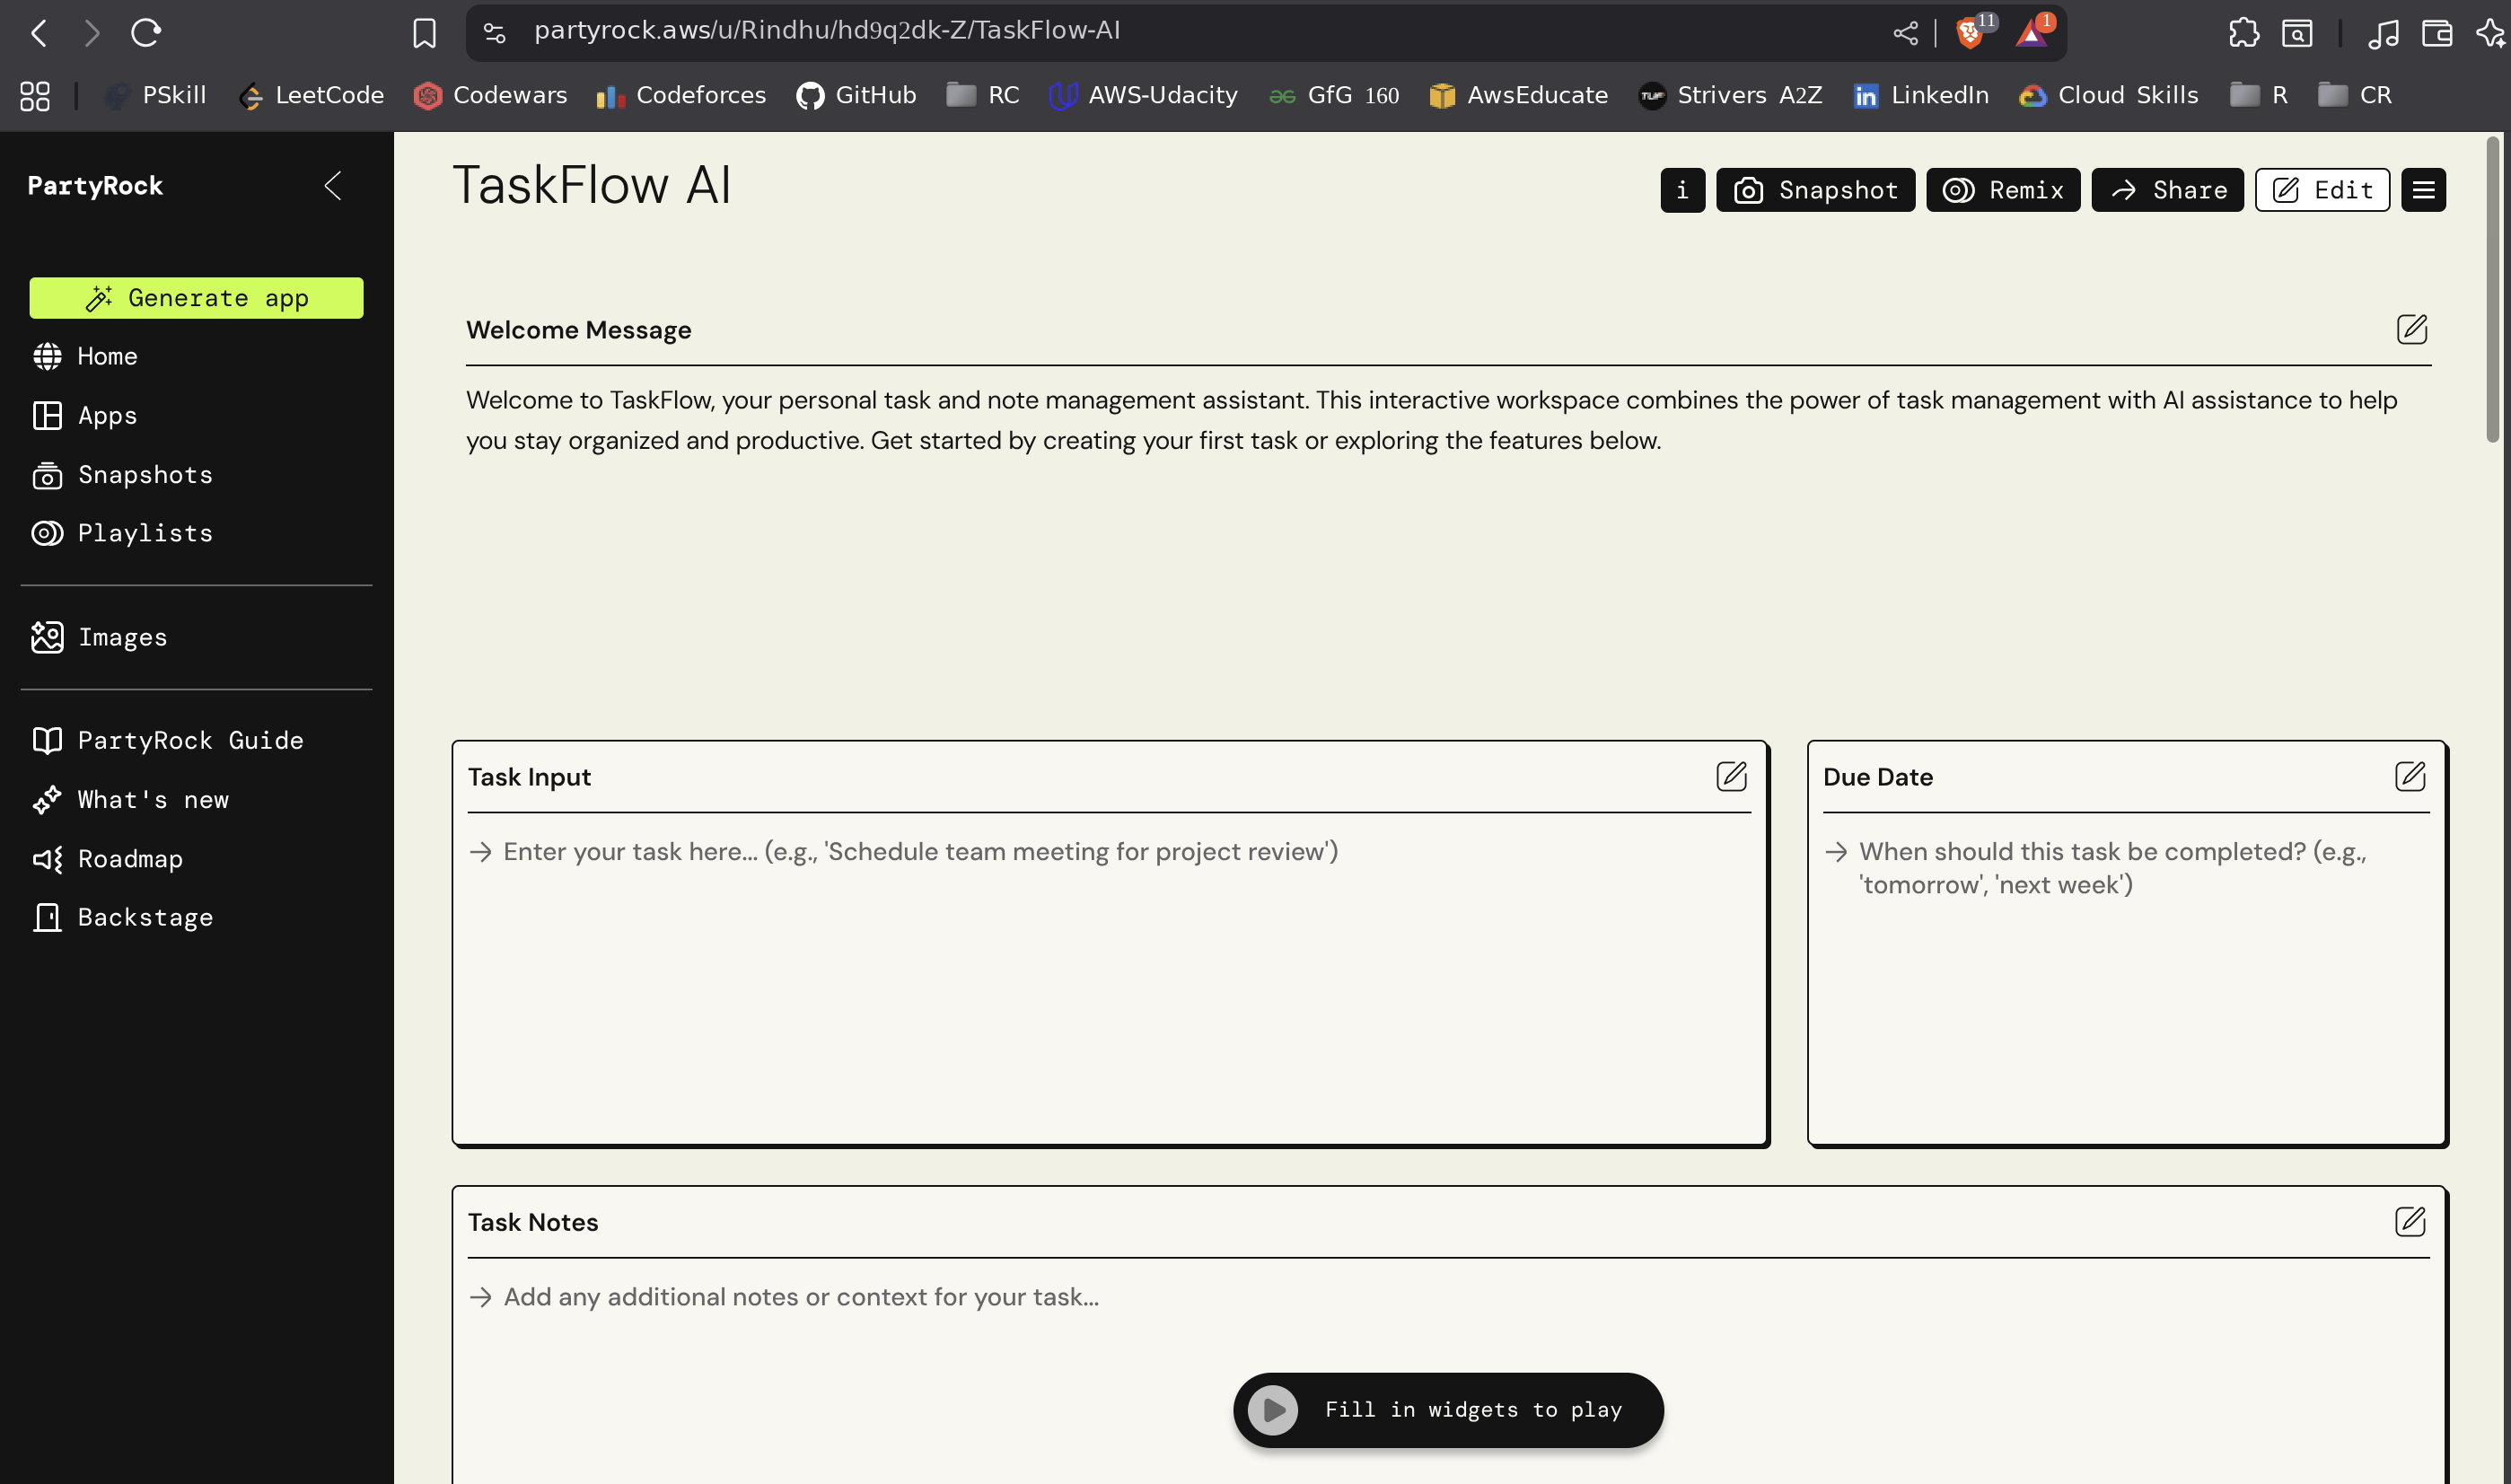 partyrock.aws/u/Rindhu/hd9q2dk-Z/TaskFlow-AI
11
1
PSkill LeetCode Codewars Codeforces GitHub RC AWS-Udacity GfG 160 AwsEducate Strivers A2Z LinkedIn Cloud Skills R CR
PartyRock
Generate app
Home
Apps
Snapshots
Playlists
Images
PartyRock Guide
What's new
Roadmap
Backstage
TaskFlow AI
i Snapshot Remix Share Edit
Welcome Message
Welcome to TaskFlow, your personal task and note management assistant. This interactive workspace combines the power of task management with AI assistance to help
you stay organized and productive. Get started by creating your first task or exploring the features below.
Task Input
Enter your task here... (e.g., 'Schedule team meeting for project review')
Due Date
When should this task be completed? (e.g.,
'tomorrow', 'next week')
Task Notes
Add any additional notes or context for your task...
Fill in widgets to play